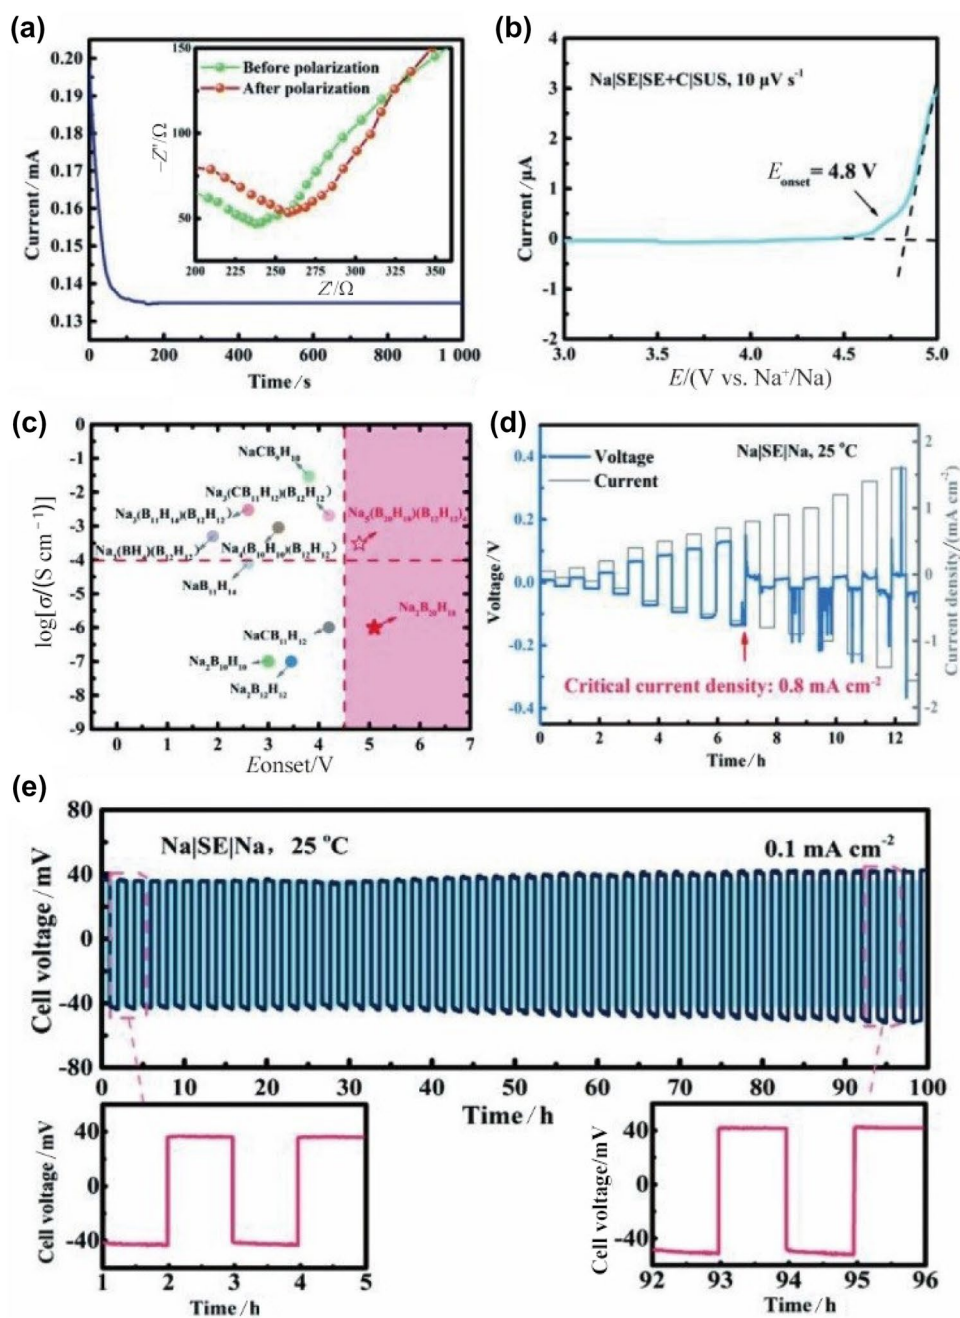 (a)
0.20
0.19
0.18
0.17
0.16
0.15
0.14
0.13
Current/mA
0 200 400 600 800 1 000
Time/s
150
100
50
−Z''/Ω
Before polarization
After polarization
200 225 250 275 300 325 350
Z'/Ω
(b)
4
3
2
1
0
-1
-2
Current/μA
Na|SE|SE+C|SUS, 10 μV s⁻¹
Eonset= 4.8 V
3.0 3.5 4.0 4.5 5.0
E/(V vs. Na⁺/Na)
(c)
0
-1
-2
-3
-4
-5
-6
-7
-8
-9
log[σ/(S cm⁻¹)]
NaCB₉H₁₀
Na₃(CB₁₁H₁₂)(B₁₂H₁₂)
Na₃(B₁₁H₁₄)(B₁₂H₁₂)
Na₃(BH₄)(B₁₂H₁₂)
Na₄(B₁₀H₁₀)(B₁₂H₁₂)
NaB₁₁H₁₄
NaCB₁₁H₁₂
Na₂B₁₀H₁₀
Na₂B₁₂H₁₂
0 1 2 3 4 5 6 7
Eonset/V
(d)
0.4
0.2
0.0
-0.2
-0.4
Voltage/V
Voltage
Current
Na|SE|Na, 25 °C
Critical current density: 0.8 mA cm⁻²
2
1
0
-1
-2
Current density/(mA cm⁻²)
0 2 4 6 8 10 12
Time/h
(e)
80
40
0
-40
-80
Cell voltage/mV
Na|SE|Na, 25 °C
0.1 mA cm⁻²
0 10 20 30 40 50 60 70 80 90 100
Time/h
40
0
-40
Cell voltage/mV
1 2 3 4 5
Time/h
40
0
-40
Cell voltage/mV
92 93 94 95 96
Time/h